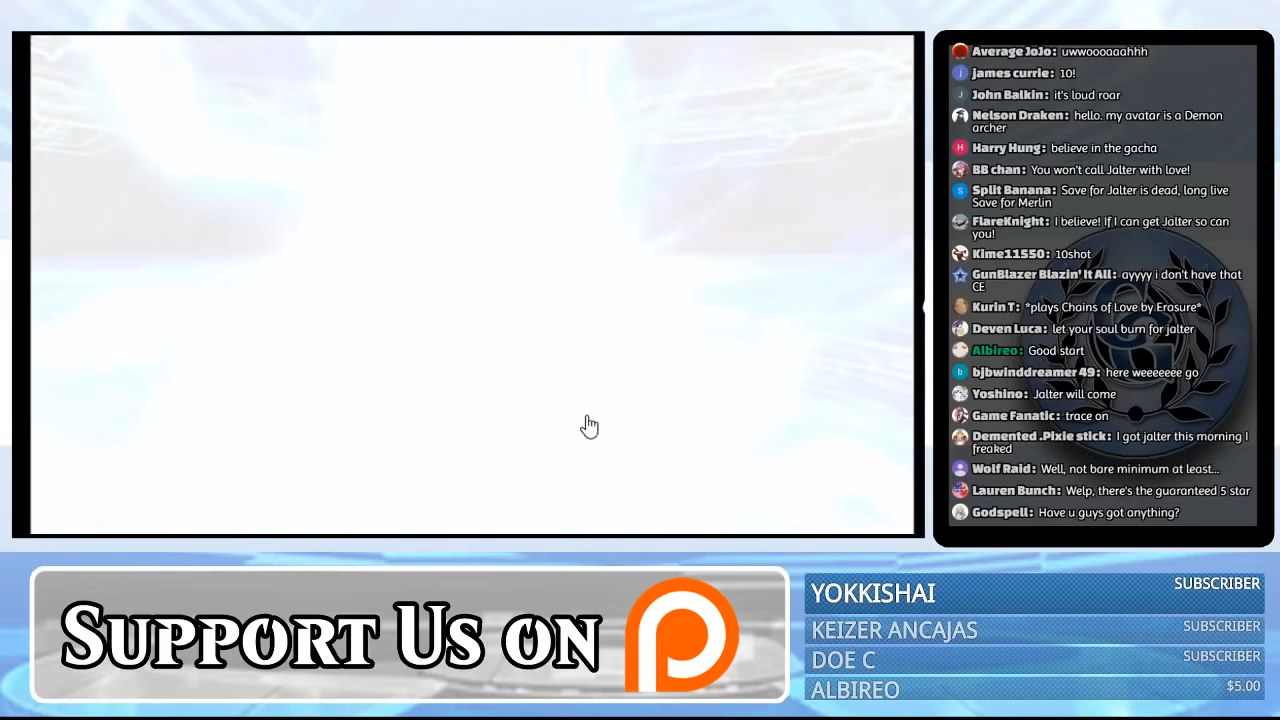 Average JoJo: uwwoooaaahhh
james currie: 10!
John Balkin: it's loud roar
Nelson Draken: hello. my avatar is a Demon
archer
Harry Hung: believe in the gacha
BB chan: You won't call Jalter with love!
Split Banana: Save for Jalter is dead, long live
Save for Merlin
FlareKnight: I believe! If I can get Jalter so can
you!
Kime11550: 10shot
GunBlazer Blazin' It All: ayyyy i don't have that
CE
Kurin T: *plays Chains of Love by Erasure*
Deven Luca: let your soul burn for jalter
Albireo: Good start
bjbwinddreamer 49: here weeeeeee go
Yoshino: Jalter will come
Game Fanatic: trace on
Demented .Pixie stick: I got jalter this morning I
freaked
Wolf Raid: Well, not bare minimum at least...
Lauren Bunch: Welp, there's the guaranteed 5 star
Godspell: Have u guys got anything?
Support Us on
YOKKISHAI SUBSCRIBER
KEIZER ANCAJAS SUBSCRIBER
DOE C SUBSCRIBER
ALBIREO $5.00